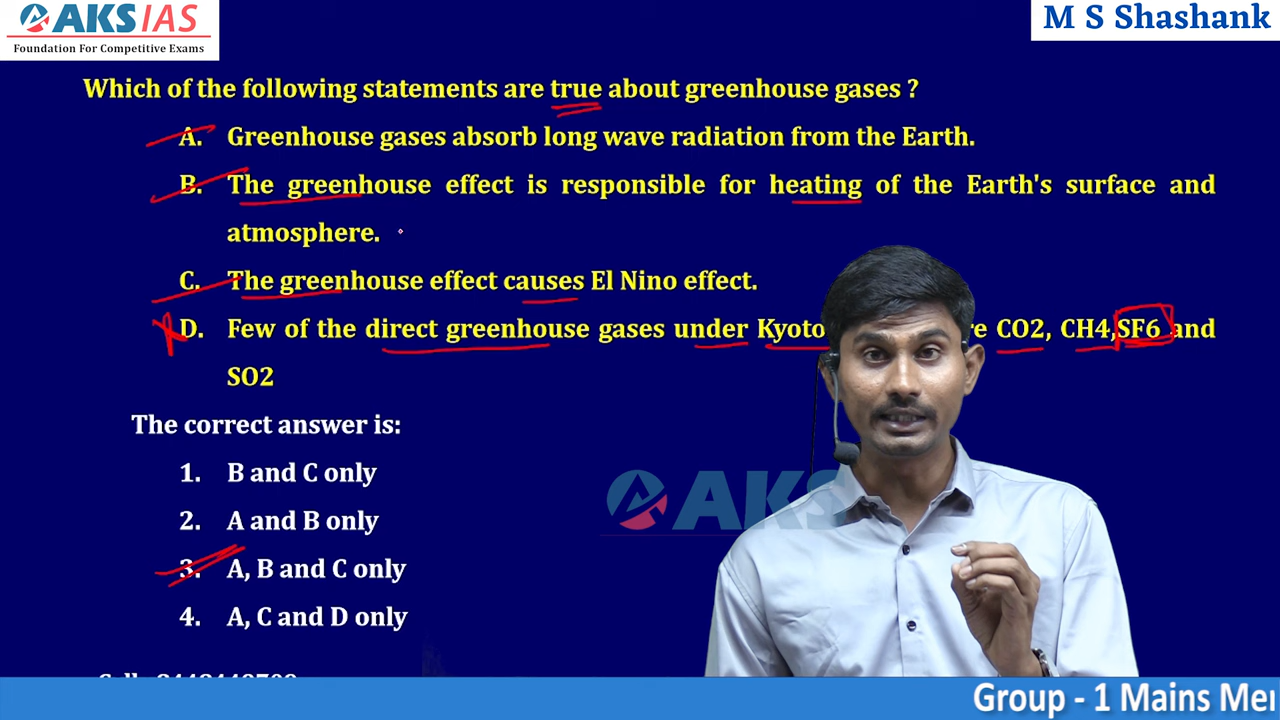 AKS IAS
Foundation For Competitive Exams
M S Shashank
Which of the following statements are true about greenhouse gases ?
A. Greenhouse gases absorb long wave radiation from the Earth.
B. The greenhouse effect is responsible for heating of the Earth's surface and
atmosphere.
C. The greenhouse effect causes El Nino effect.
D. Few of the direct greenhouse gases under Kyoto CO2, CH4,SF6 and
SO2
The correct answer is:
1. B and C only
2. A and B only
AKS
3. A, B and C only
4. A, C and D only
Group - 1 Mains